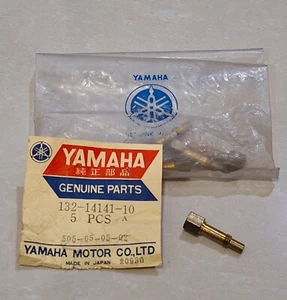 YAMAHA
YAMAHA
純正部品
GENUINE PARTS
132-14141-10
5 PCS A
YAMAHA MOTOR CO.,LTD
MADE IN JAPAN 20930